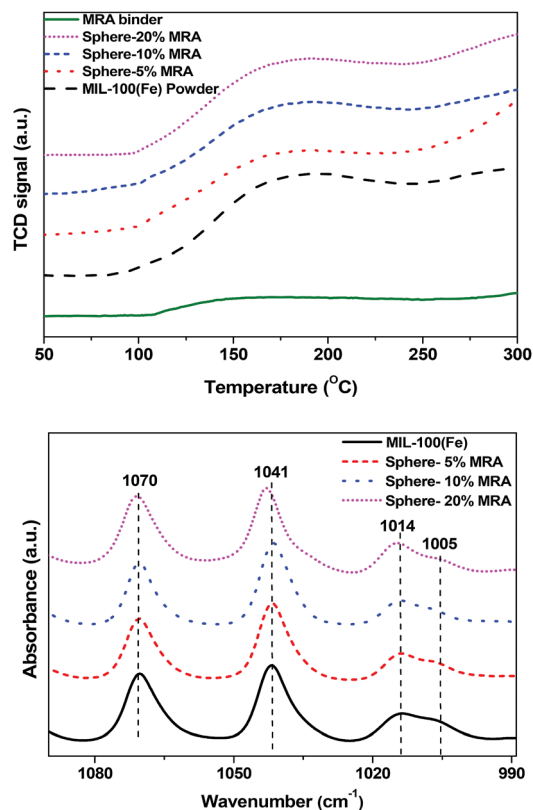 MRA binder
Sphere-20% MRA
Sphere-10% MRA
Sphere-5% MRA
MIL-100(Fe) Powder
TCD signal (a.u.)
50 100 150 200 250 300
Temperature (°C)
MIL-100(Fe)
Sphere- 5% MRA
Sphere- 10% MRA
Sphere- 20% MRA
1070 1041 1014 1005
Absorbance (a.u.)
1080 1050 1020 990
Wavenumber (cm⁻¹)